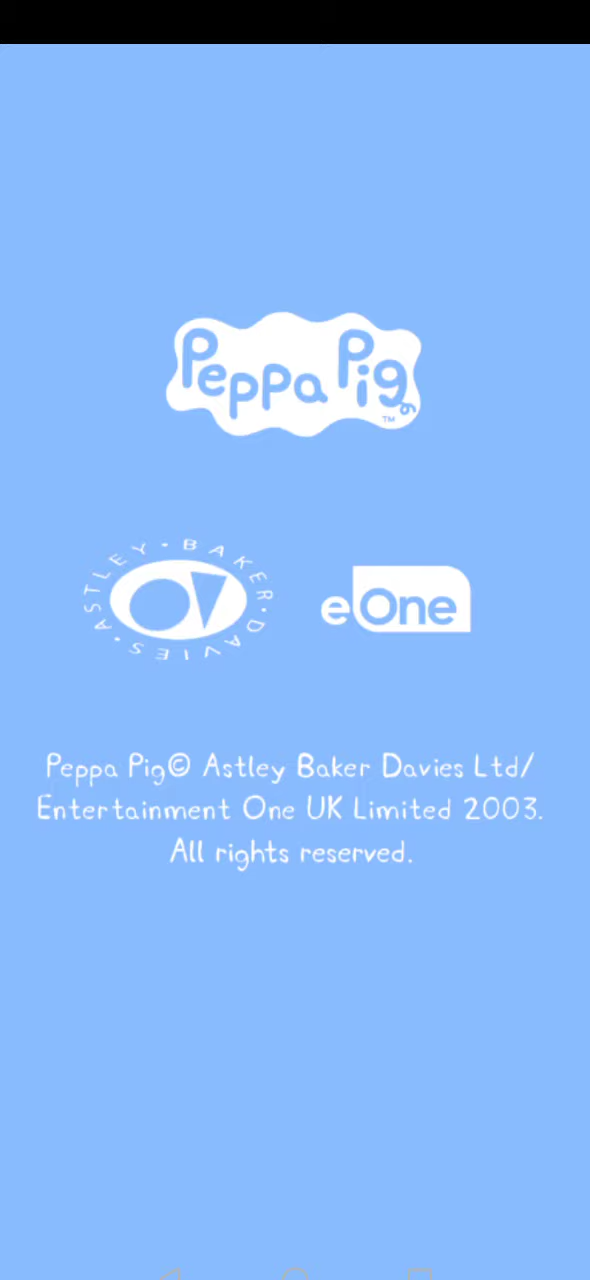 Peppa Pig
TM
ASTLEY · BAKER · DAVIES ·
eOne
Peppa Pig© Astley Baker Davies Ltd/
Entertainment One UK Limited 2003.
All rights reserved.